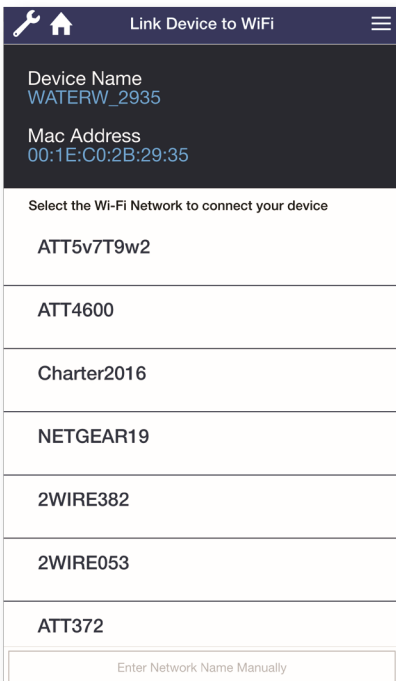 Link Device to WiFi
Device Name
WATERW_2935
Mac Address
00:1E:C0:2B:29:35
Select the Wi-Fi Network to connect your device
ATT5v7T9w2
ATT4600
Charter2016
NETGEAR19
2WIRE382
2WIRE053
ATT372
Enter Network Name Manually